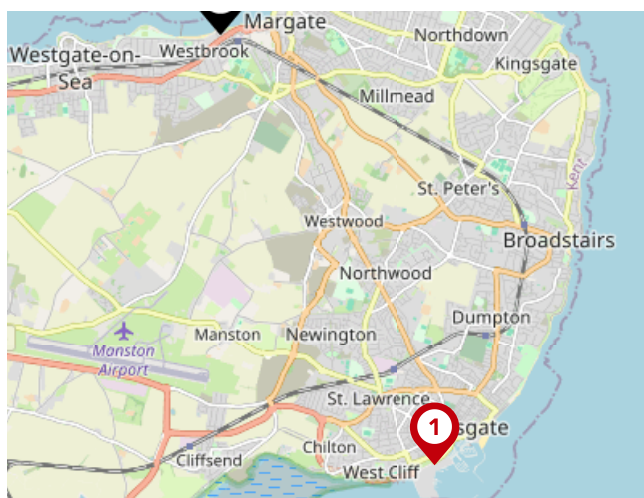 Margate
Northdown
Westgate-on-
Sea
Westbrook
Kingsgate
Millmead
Kent
St. Peter's
Westwood
Broadstairs
Northwood
Dumpton
Manston
Newington
Manston
Airport
St. Lawrence
1
sgate
Chilton
Cliffsend
West Cliff